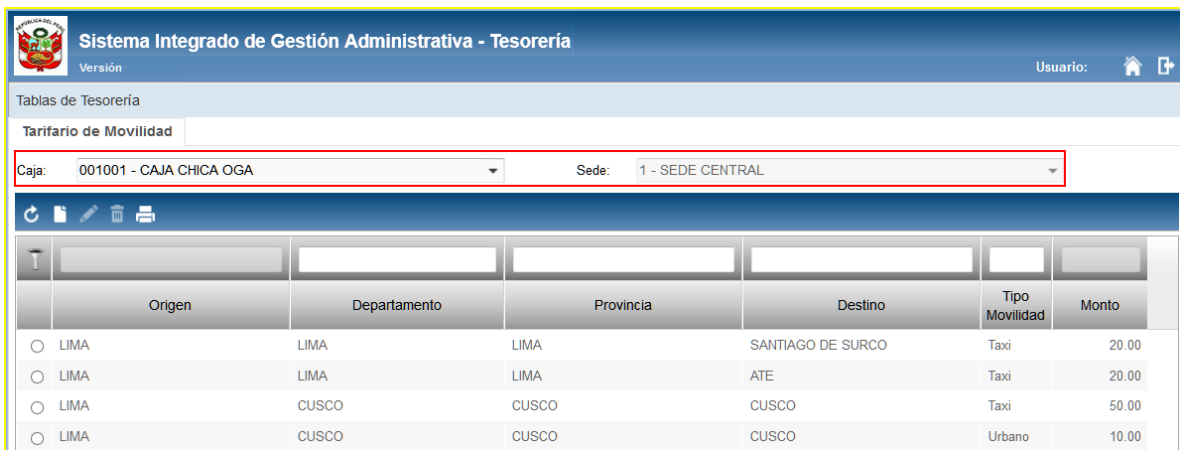 REPUBLICA DEL PERU
Sistema Integrado de Gestión Administrativa - Tesorería
Versión
Usuario:
Tablas de Tesorería
Tarifario de Movilidad
Caja: 001001 - CAJA CHICA OGA Sede: 1 - SEDE CENTRAL
Origen Departamento Provincia Destino Tipo Movilidad Monto
LIMA LIMA LIMA SANTIAGO DE SURCO Taxi 20.00
LIMA LIMA LIMA ATE Taxi 20.00
LIMA CUSCO CUSCO CUSCO Taxi 50.00
LIMA CUSCO CUSCO CUSCO Urbano 10.00